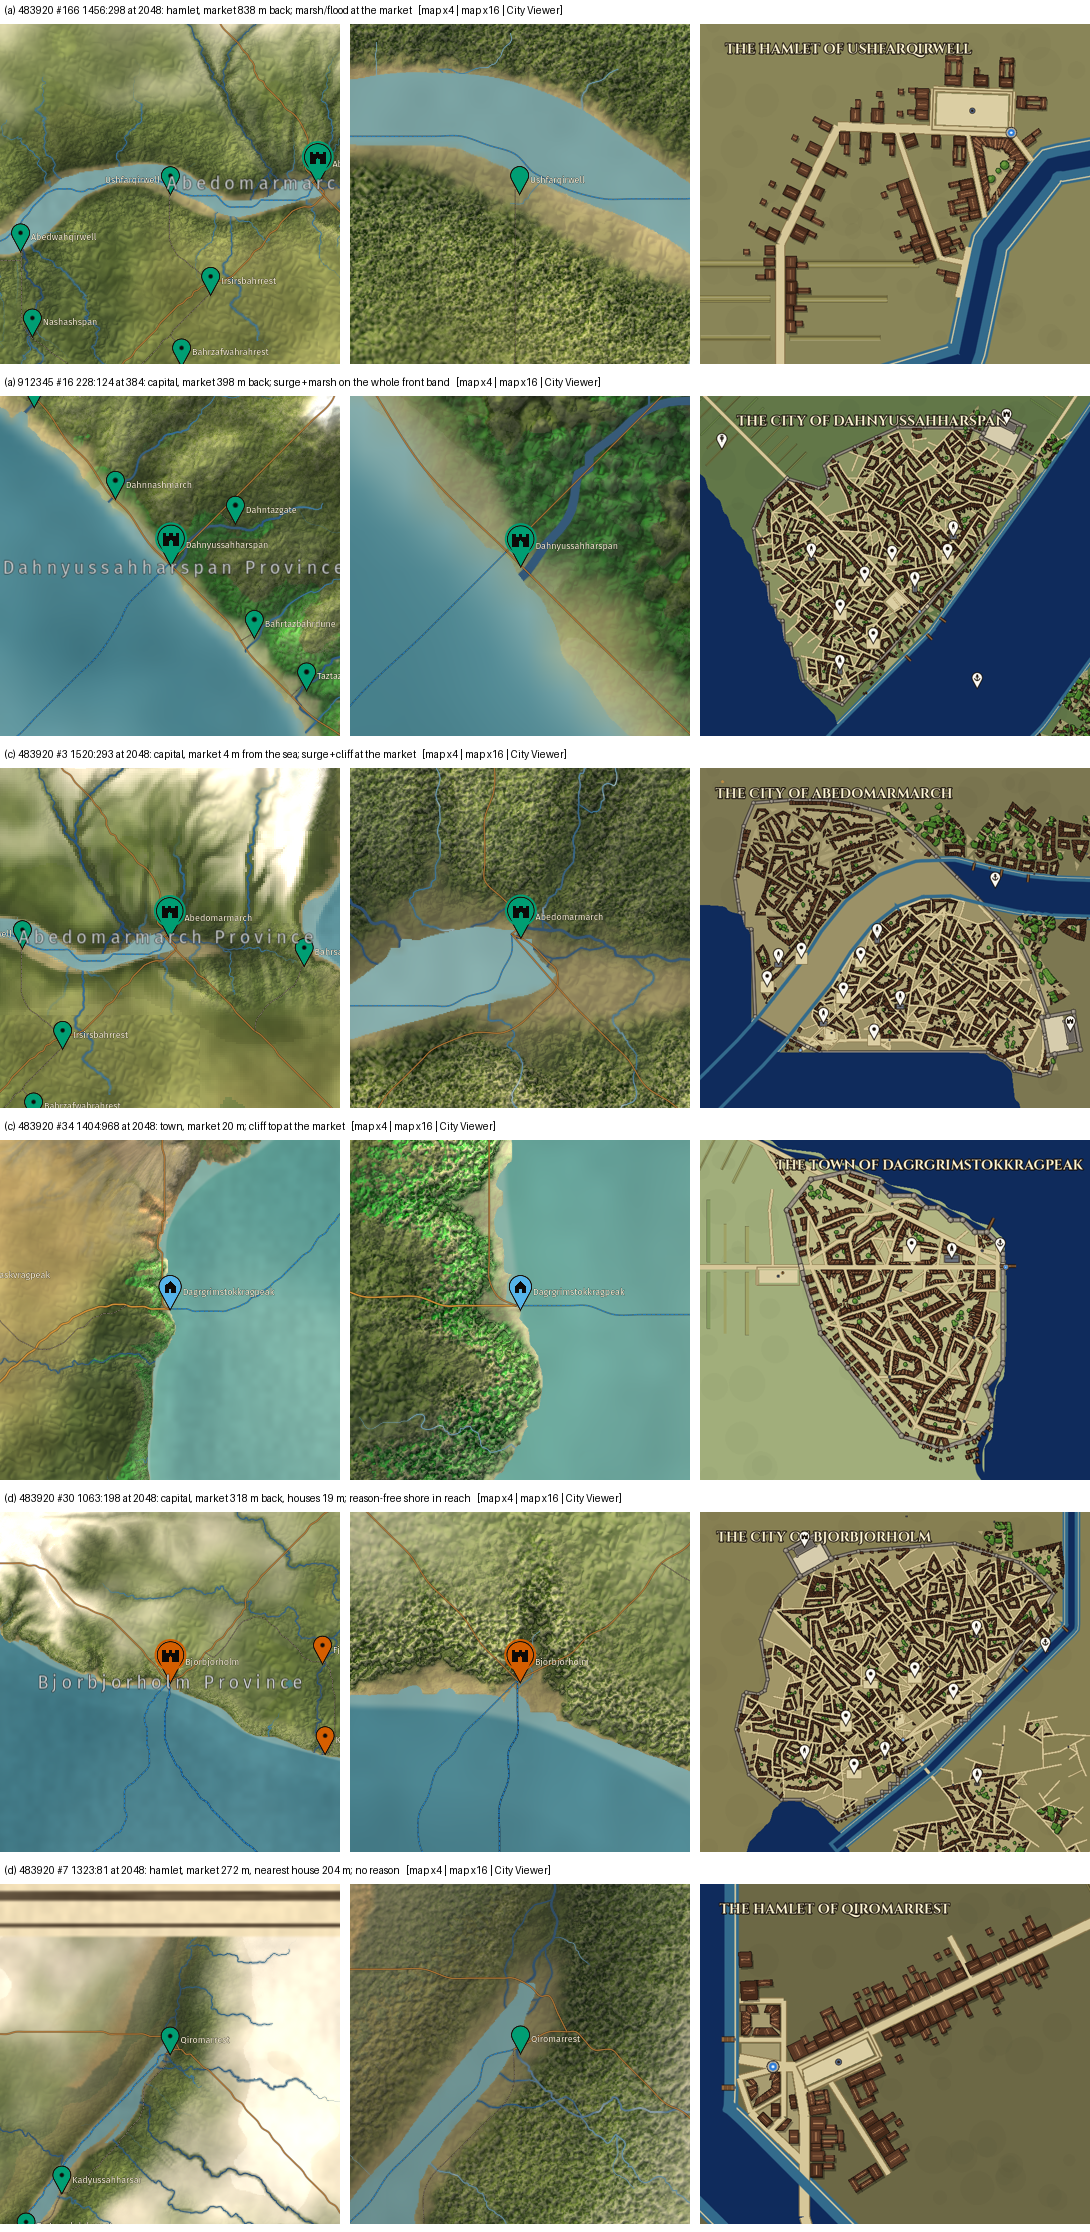 (a) 483920 #166 1456:298 at 2048: hamlet, market 838 m back; marsh/flood at the market [map x4 | map x16 | City Viewer]
Ushfarqirwell
Abedomarmarc
Abedwahqirwell
Irsirsbahrrest
Nashashspan
Bahrzafwahrahrest
Ushfarqirwell
THE HAMLET OF USHFARQIRWELL
(a) 912345 #16 228:124 at 384: capital, market 398 m back; surge+marsh on the whole front band [map x4 | map x16 | City Viewer]
Dahnnashmarch
Dahntazgate
Dahnyussahharspan
Dahnyussahharspan Province
Bahrtazbahrdune
Dahnyussahharspan
THE CITY OF DAHNYUSSAHHARSPAN
(c) 483920 #3 1520:293 at 2048: capital, market 4 m from the sea; surge+cliff at the market [map x4 | map x16 | City Viewer]
Abedomarmarch
Abedomarmarch Province
Irsirsbahrrest
Bahrzafwahrahrest
Abedomarmarch
THE CITY OF ABEDOMARMARCH
(c) 483920 #34 1404:968 at 2048: town, market 20 m; cliff top at the market [map x4 | map x16 | City Viewer]
Dagrgrimstokkragpeak
Dagrgrimstokkragpeak
THE TOWN OF DAGRGRIMSTOKKRAGPEAK
(d) 483920 #30 1063:198 at 2048: capital, market 318 m back, houses 19 m; reason-free shore in reach [map x4 | map x16 | City Viewer]
Bjorbjorholm
Bjorbjorholm Province
Bjorbjorholm
THE CITY OF BJORBJORHOLM
(d) 483920 #7 1323:81 at 2048: hamlet, market 272 m, nearest house 204 m; no reason [map x4 | map x16 | City Viewer]
Qiromarrest
Kadyussahharsar
Qiromarrest
THE HAMLET OF QIROMARREST